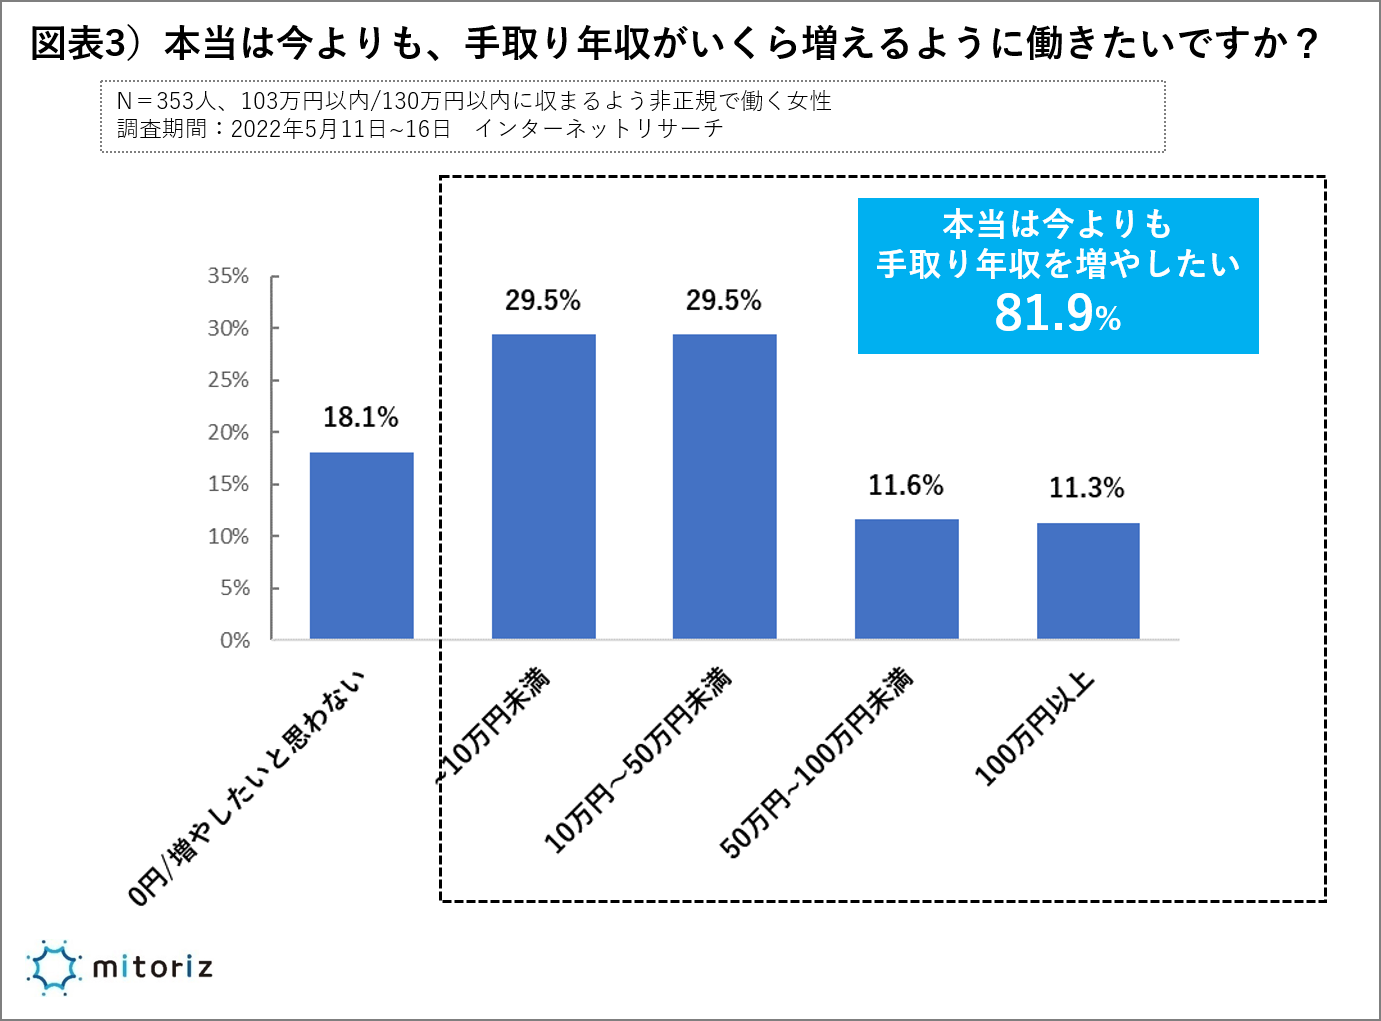 図表3）本当は今よりも、手取り年収がいくら増えるように働きたいですか？
N＝353人、103万円以内/130万円以内に収まるよう非正規で働く女性
調査期間：2022年5月11日~16日　インターネットリサーチ
本当は今よりも
手取り年収を増やしたい
81.9%
35%
30%
25%
20%
15%
10%
5%
0%
18.1%
29.5%
29.5%
11.6%
11.3%
0円/増やしたいと思わない
~10万円未満
10万円～50万円未満
50万円~100万円未満
100万円以上
mitoriz